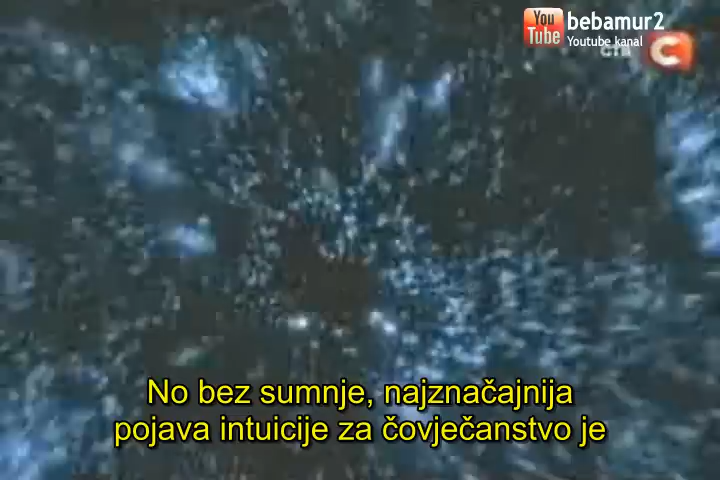 You
Tube
bebamur2
Youtube kanal
No bez sumnje, najznačajnija
pojava intuicije za čovječanstvo je